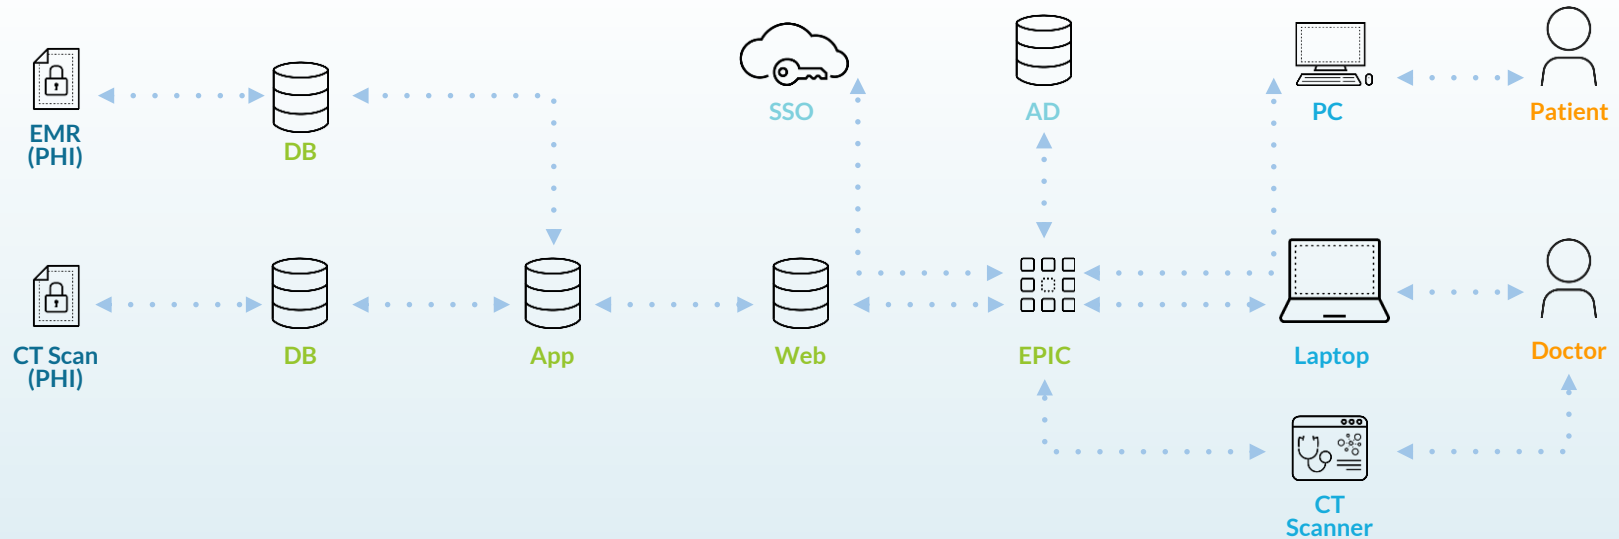 SSO
AD
PC
Patient
EMR
(PHI)
DB
CT Scan
(PHI)
DB
App
Web
EPIC
Laptop
Doctor
CT
Scanner